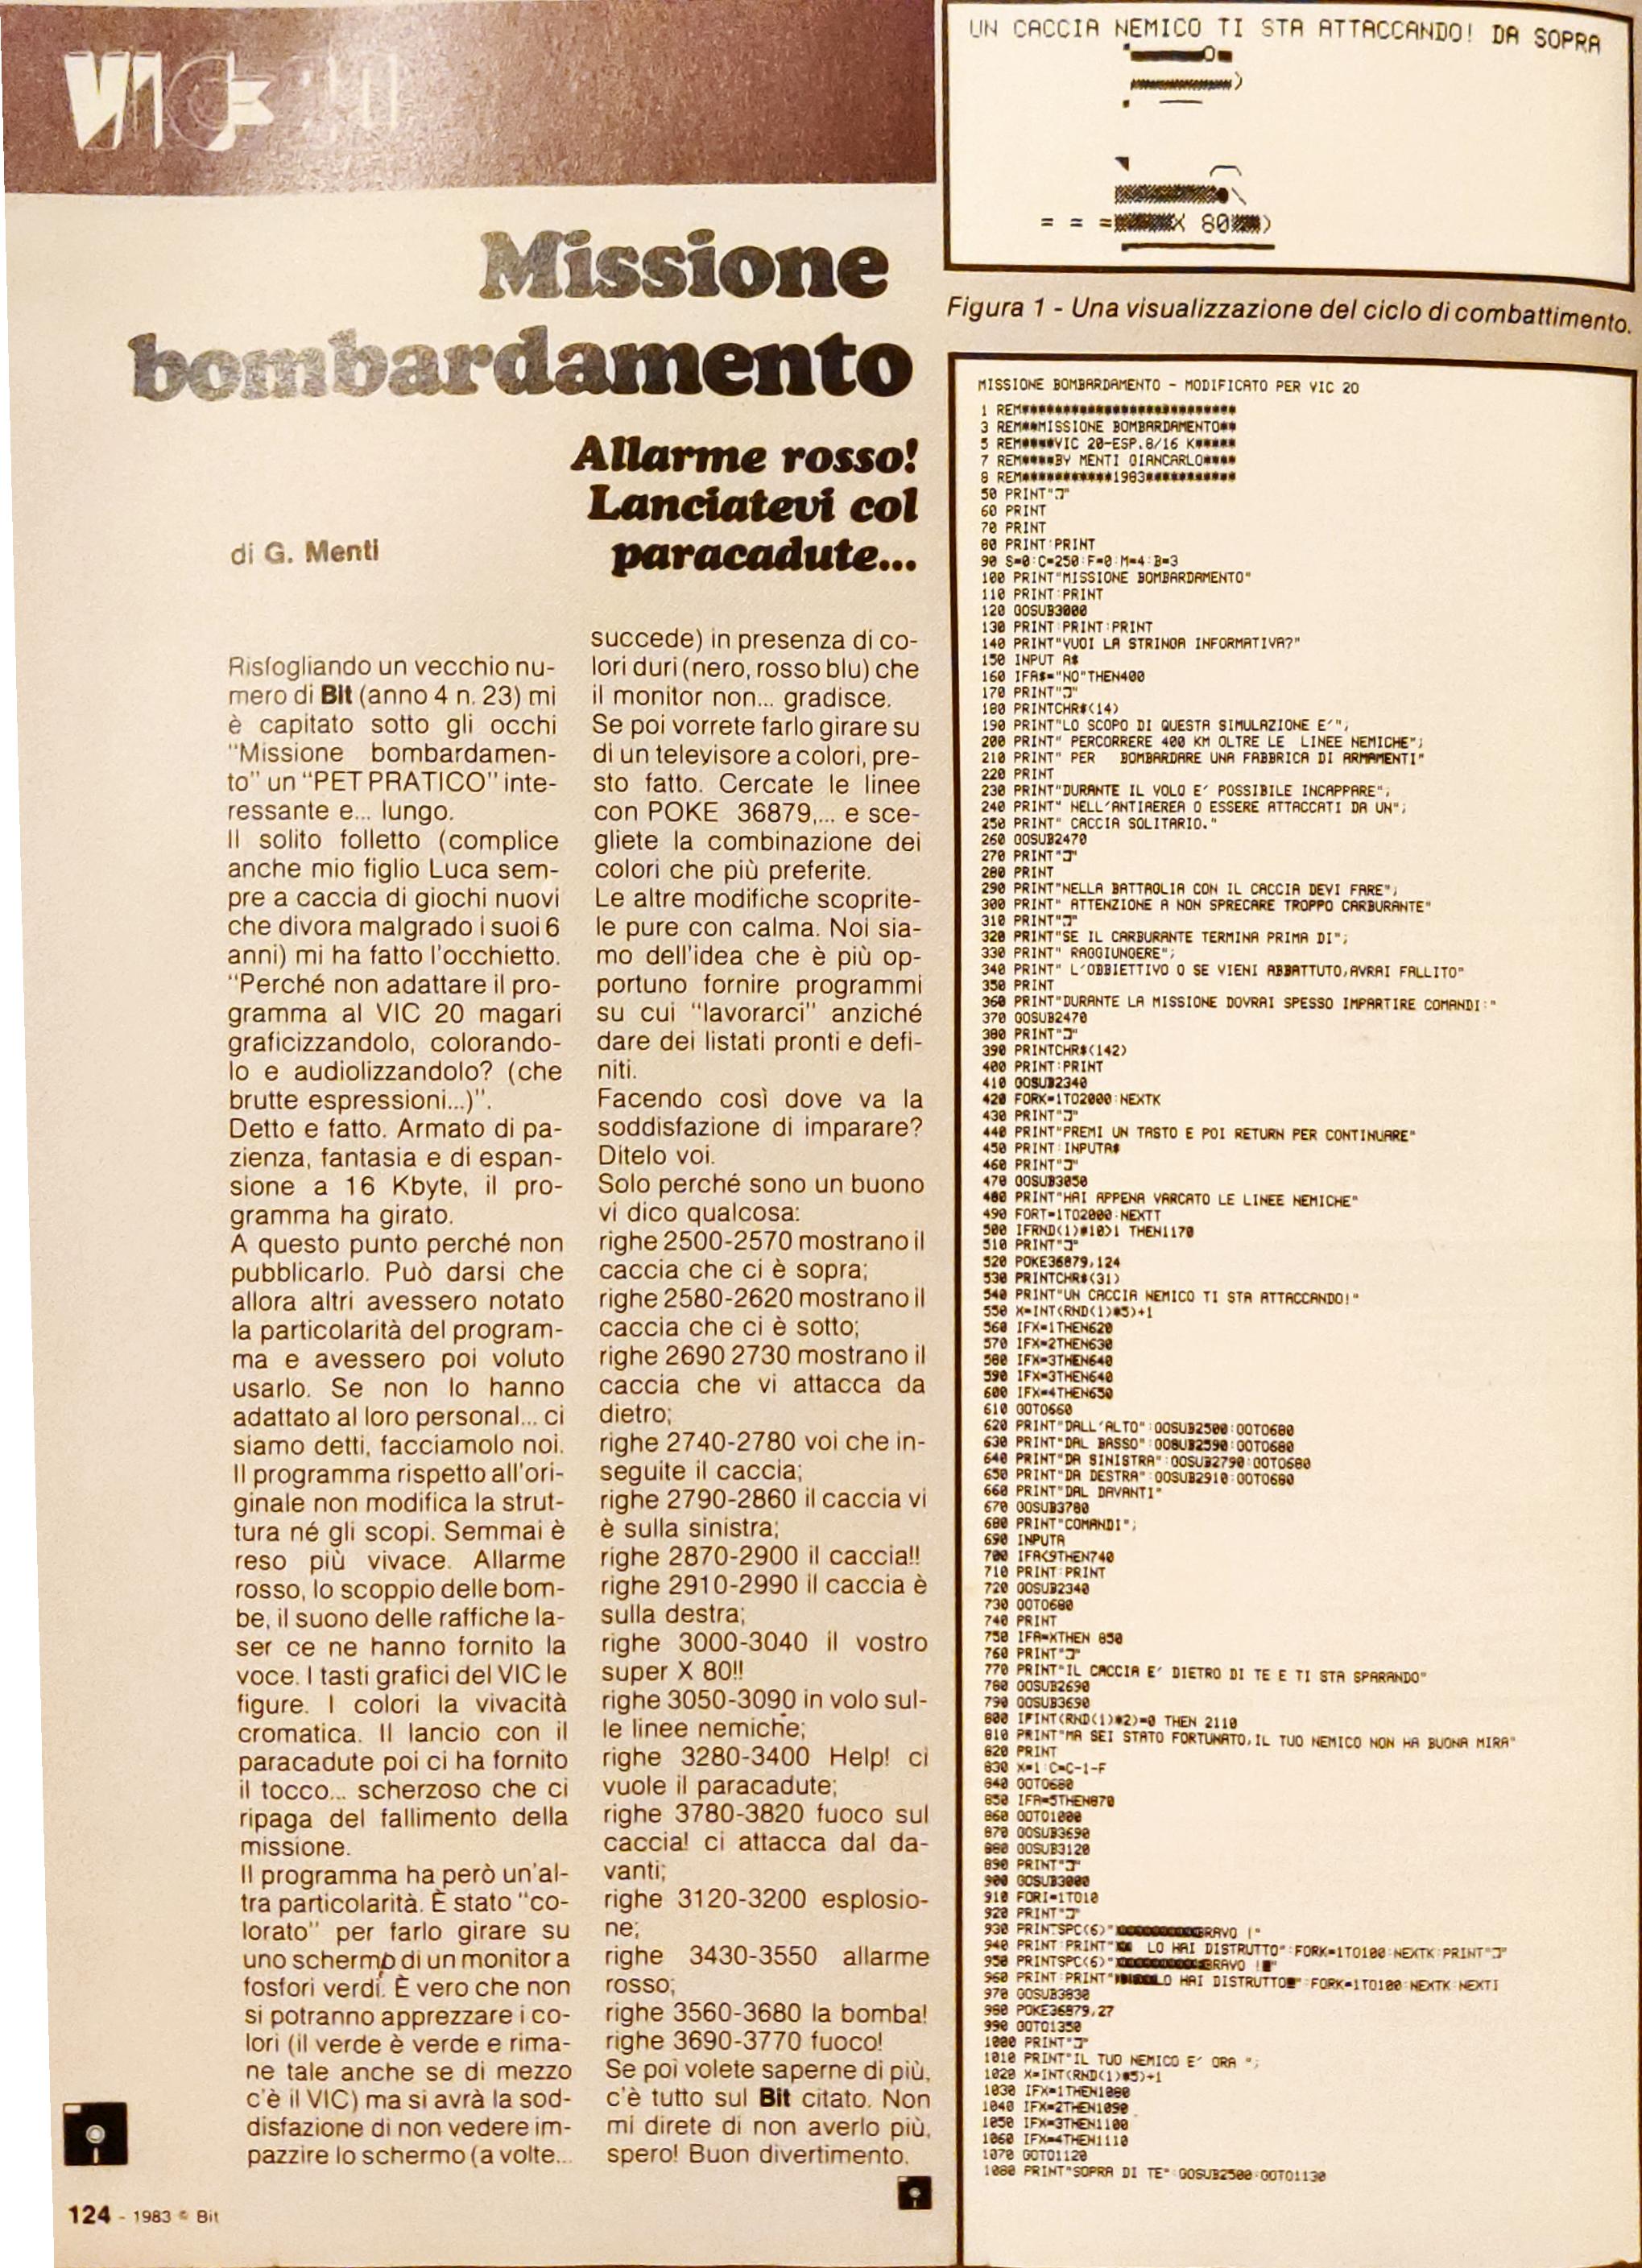 VIC 20
Missione
bombardamento
Allarme rosso!
Lanciatevi col
paracadute...
di G. Menti
Risfogliando un vecchio nu-
mero di Bit (anno 4 n. 23) mi
è capitato sotto gli occhi
"Missione bombardamen-
to" un "PET PRATICO" inte-
ressante e... lungo.
Il solito folletto (complice
anche mio figlio Luca sem-
pre a caccia di giochi nuovi
che divora malgrado i suoi 6
anni) mi ha fatto l'occhietto.
"Perché non adattare il pro-
gramma al VIC 20 magari
graficizzandolo, colorando-
lo e audiolizzandolo? (che
brutte espressioni...)".
Detto e fatto. Armato di pa-
zienza, fantasia e di espan-
sione a 16 Kbyte, il pro-
gramma ha girato.
A questo punto perché non
pubblicarlo. Può darsi che
allora altri avessero notato
la particolarità del program-
ma e avessero poi voluto
usarlo. Se non lo hanno
adattato al loro personal... ci
siamo detti, facciamolo noi.
Il programma rispetto all'ori-
ginale non modifica la strut-
tura né gli scopi. Semmai è
reso più vivace. Allarme
rosso, lo scoppio delle bom-
be, il suono delle raffiche la-
ser ce ne hanno fornito la
voce. I tasti grafici del VIC le
figure. I colori la vivacità
cromatica. Il lancio con il
paracadute poi ci ha fornito
il tocco... scherzoso che ci
ripaga del fallimento della
missione.
Il programma ha però un'al-
tra particolarità. È stato "co-
lorato" per farlo girare su
uno schermo di un monitor a
fosfori verdi. È vero che non
si potranno apprezzare i co-
lori (il verde è verde e rima-
ne tale anche se di mezzo
c'è il VIC) ma si avrà la sod-
disfazione di non vedere im-
pazzire lo schermo (a volte...
succede) in presenza di co-
lori duri (nero, rosso blu) che
il monitor non... gradisce.
Se poi vorrete farlo girare su
di un televisore a colori, pre-
sto fatto. Cercate le linee
con POKE 36879,... e sce-
gliete la combinazione dei
colori che più preferite.
Le altre modifiche scoprite-
le pure con calma. Noi sia-
mo dell'idea che è più op-
portuno fornire programmi
su cui "lavorarci" anziché
dare dei listati pronti e defi-
niti.
Facendo così dove va la
soddisfazione di imparare?
Ditelo voi.
Solo perché sono un buono
vi dico qualcosa:
righe 2500-2570 mostrano il
caccia che ci è sopra;
righe 2580-2620 mostrano il
caccia che ci è sotto;
righe 2690 2730 mostrano il
caccia che vi attacca da
dietro;
righe 2740-2780 voi che in-
seguite il caccia;
righe 2790-2860 il caccia vi
è sulla sinistra;
righe 2870-2900 il caccia!!
righe 2910-2990 il caccia è
sulla destra;
righe 3000-3040 il vostro
super X 80!!
righe 3050-3090 in volo sul-
le linee nemiche;
righe 3280-3400 Help! ci
vuole il paracadute;
righe 3780-3820 fuoco sul
caccia! ci attacca dal da-
vanti;
righe 3120-3200 esplosio-
ne;
righe 3430-3550 allarme
rosso;
righe 3560-3680 la bomba!
righe 3690-3770 fuoco!
Se poi volete saperne di più,
c'è tutto sul Bit citato. Non
mi direte di non averlo più,
spero! Buon divertimento.
124 - 1983 © Bit
UN CACCIA NEMICO TI STA ATTACCANDO! DA SOPRA
= = = X 80 )
Figura 1 - Una visualizzazione del ciclo di combattimento.
MISSIONE BOMBARDAMENTO - MODIFICATO PER VIC 20
1 REM**************************
3 REM**MISSIONE BOMBARDAMENTO**
5 REM****VIC 20-ESP.8/16 K*****
7 REM****BY MENTI GIANCARLO****
8 REM***********1983***********
50 PRINT"
60 PRINT
70 PRINT
80 PRINT:PRINT
90 S=0:C=250:F=0:M=4:B=3
100 PRINT"MISSIONE BOMBARDAMENTO"
110 PRINT:PRINT
120 GOSUB3000
130 PRINT:PRINT:PRINT
140 PRINT"VUOI LA STRINGA INFORMATIVA?"
150 INPUT A$
160 IFA$="NO"THEN400
170 PRINT""
180 PRINTCHR$(14)
190 PRINT"LO SCOPO DI QUESTA SIMULAZIONE E'";
200 PRINT" PERCORRERE 400 KM OLTRE LE  LINEE NEMICHE";
210 PRINT" PER   BOMBARDARE UNA FABBRICA DI ARMAMENTI"
220 PRINT
230 PRINT"DURANTE IL VOLO E' POSSIBILE INCAPPARE";
240 PRINT" NELL'ANTIAEREA O ESSERE ATTACCATI DA UN";
250 PRINT" CACCIA SOLITARIO."
260 GOSUB2470
270 PRINT""
280 PRINT
290 PRINT"NELLA BATTAGLIA CON IL CACCIA DEVI FARE";
300 PRINT" ATTENZIONE A NON SPRECARE TROPPO CARBURANTE"
310 PRINT""
320 PRINT"SE IL CARBURANTE TERMINA PRIMA DI";
330 PRINT" RAGGIUNGERE";
340 PRINT" L'OBBIETTIVO O SE VIENI ABBATTUTO,AVRAI FALLITO"
350 PRINT
360 PRINT"DURANTE LA MISSIONE DOVRAI SPESSO IMPARTIRE COMANDI:"
370 GOSUB2470
380 PRINT""
390 PRINTCHR$(142)
400 PRINT:PRINT
410 GOSUB2340
420 FORK=1TO2000:NEXTK
430 PRINT""
440 PRINT"PREMI UN TASTO E POI RETURN PER CONTINUARE"
450 PRINT:INPUTA$
460 PRINT""
470 GOSUB3050
480 PRINT"HAI APPENA VARCATO LE LINEE NEMICHE"
490 FORT=1TO2000:NEXTT
500 IFRND(1)*10>1 THEN1170
510 PRINT""
520 POKE36879,124
530 PRINTCHR$(31)
540 PRINT"UN CACCIA NEMICO TI STA ATTACCANDO!"
550 X=INT(RND(1)*5)+1
560 IFX=1THEN620
570 IFX=2THEN630
580 IFX=3THEN640
590 IFX=3THEN640
600 IFX=4THEN650
610 GOTO660
620 PRINT"DALL'ALTO":GOSUB2500:GOTO680
630 PRINT"DAL BASSO":GOSUB2590:GOTO680
640 PRINT"DA SINISTRA":GOSUB2790:GOTO680
650 PRINT"DA DESTRA":GOSUB2910:GOTO680
660 PRINT"DAL DAVANTI"
670 GOSUB3780
680 PRINT"COMANDI";
690 INPUTA
700 IFA<9THEN740
710 PRINT:PRINT
720 GOSUB2340
730 GOTO680
740 PRINT
750 IFA=XTHEN 850
760 PRINT""
770 PRINT"IL CACCIA E' DIETRO DI TE E TI STA SPARANDO"
780 GOSUB2690
790 GOSUB3690
800 IFINT(RND(1)*2)=0 THEN 2110
810 PRINT"MA SEI STATO FORTUNATO,IL TUO NEMICO NON HA BUONA MIRA"
820 PRINT
830 X=1:C=C-1-F
840 GOTO680
850 IFA=5THEN870
860 GOTO1000
870 GOSUB3690
880 GOSUB3120
890 PRINT""
900 GOSUB3000
910 FORI=1TO10
920 PRINT""
930 PRINTSPC(6)"BRAVO !"
940 PRINT:PRINT"  LO HAI DISTRUTTO":FORK=1TO100:NEXTK:PRINT""
950 PRINTSPC(6)"BRAVO !"
960 PRINT:PRINT"LO HAI DISTRUTTO":FORK=1TO100:NEXTK:NEXTI
970 GOSUB3830
980 POKE36879,27
990 GOTO1350
1000 PRINT""
1010 PRINT"IL TUO NEMICO E' ORA ";
1020 X=INT(RND(1)*5)+1
1030 IFX=1THEN1080
1040 IFX=2THEN1090
1050 IFX=3THEN1100
1060 IFX=4THEN1110
1070 GOTO1120
1080 PRINT"SOPRA DI TE":GOSUB2500:GOTO1130